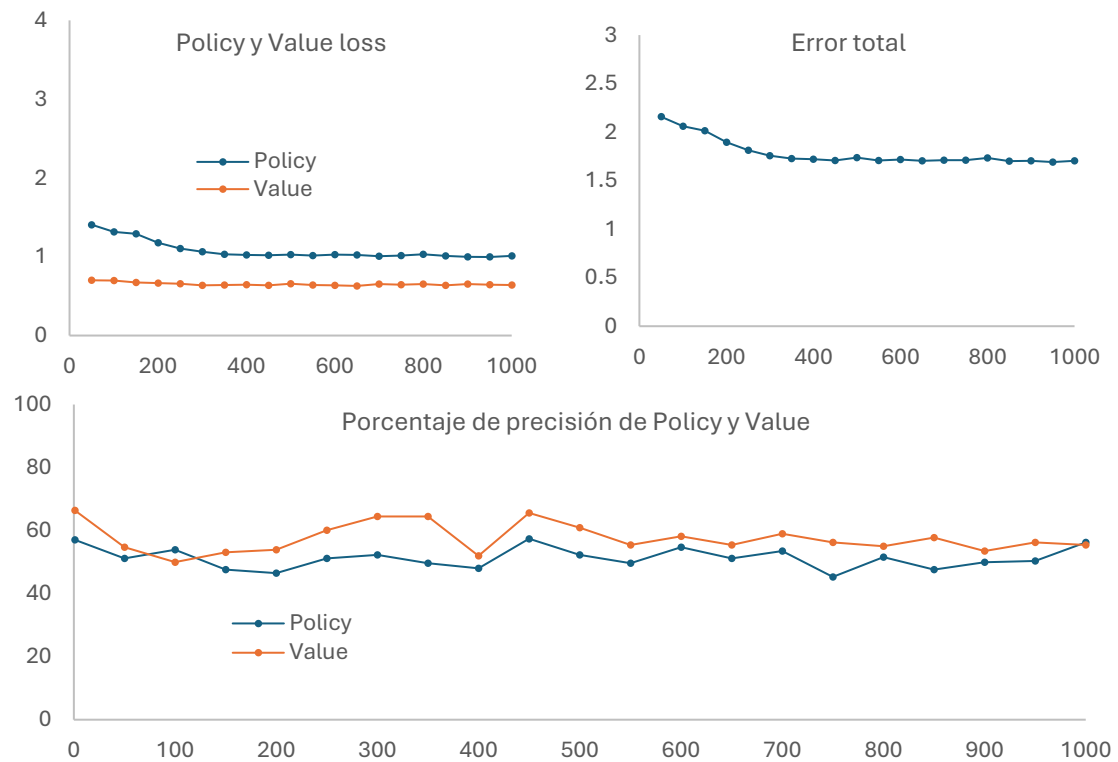 Policy y Value loss
4
3
2
1
0
Policy
Value
0 200 400 600 800 1000
Error total
3
2.5
2
1.5
1
0.5
0
0 200 400 600 800 1000
Porcentaje de precisión de Policy y Value
100
80
60
40
20
0
Policy
Value
0 100 200 300 400 500 600 700 800 900 1000